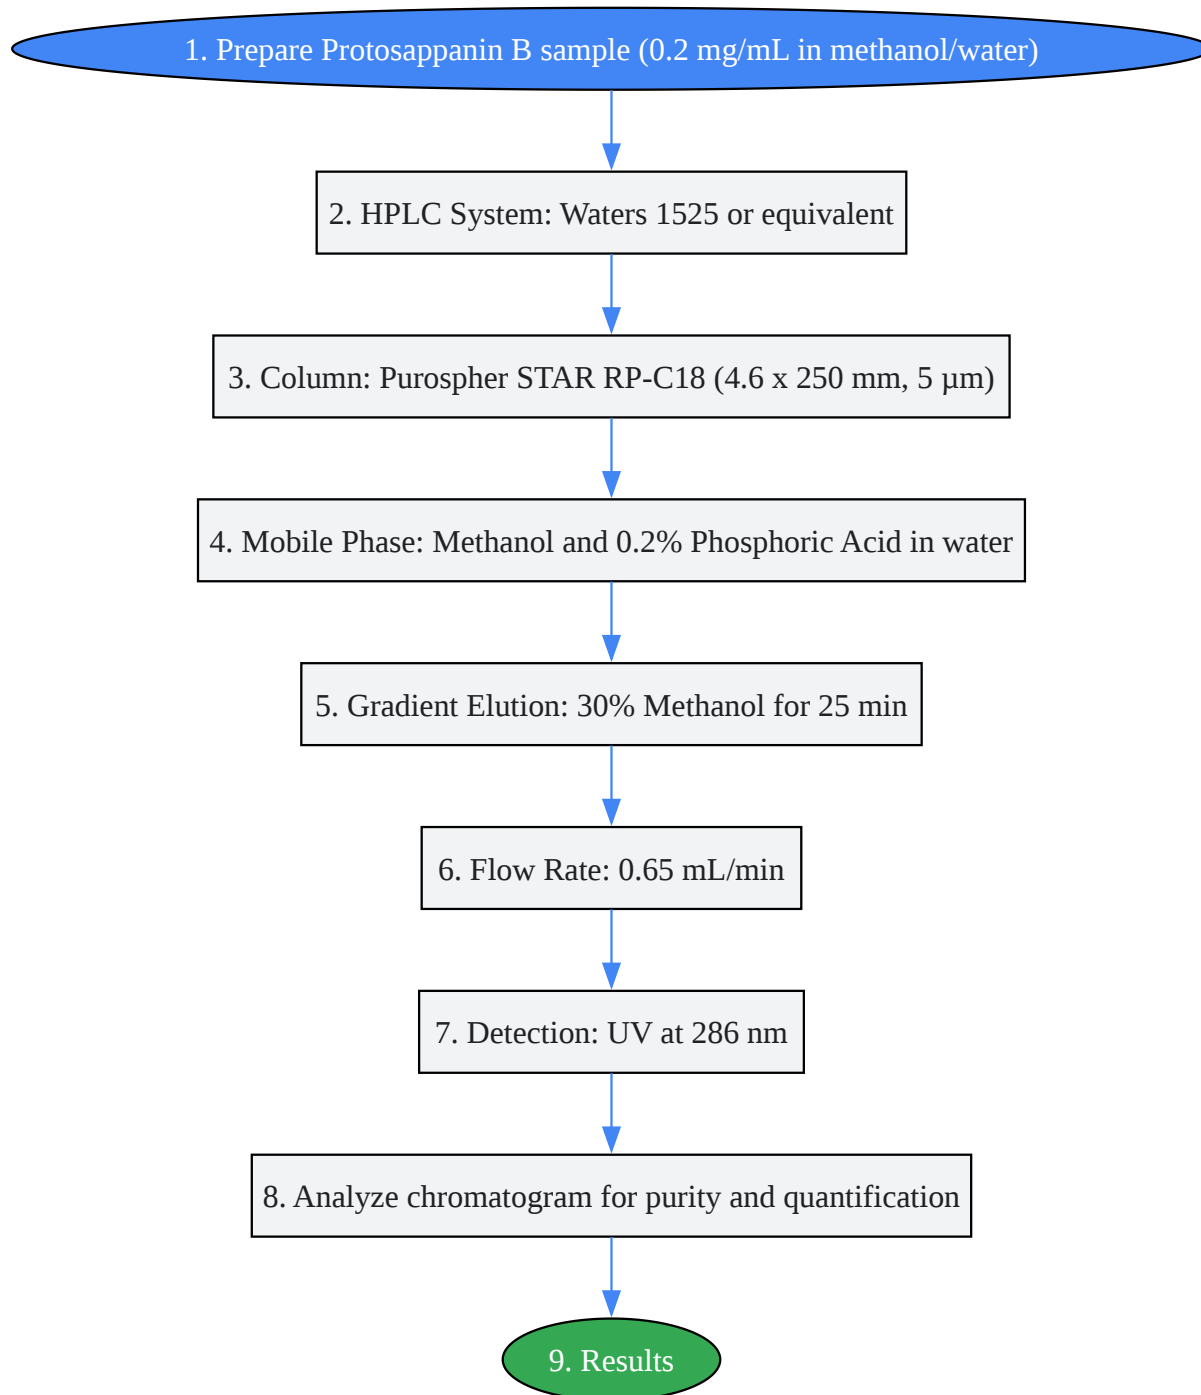 1. Prepare Protosappanin B sample (0.2 mg/mL in methanol/water)
2. HPLC System: Waters 1525 or equivalent
3. Column: Purospher STAR RP-C18 (4.6 x 250 mm, 5 µm)
4. Mobile Phase: Methanol and 0.2% Phosphoric Acid in water
5. Gradient Elution: 30% Methanol for 25 min
6. Flow Rate: 0.65 mL/min
7. Detection: UV at 286 nm
8. Analyze chromatogram for purity and quantification
9. Results